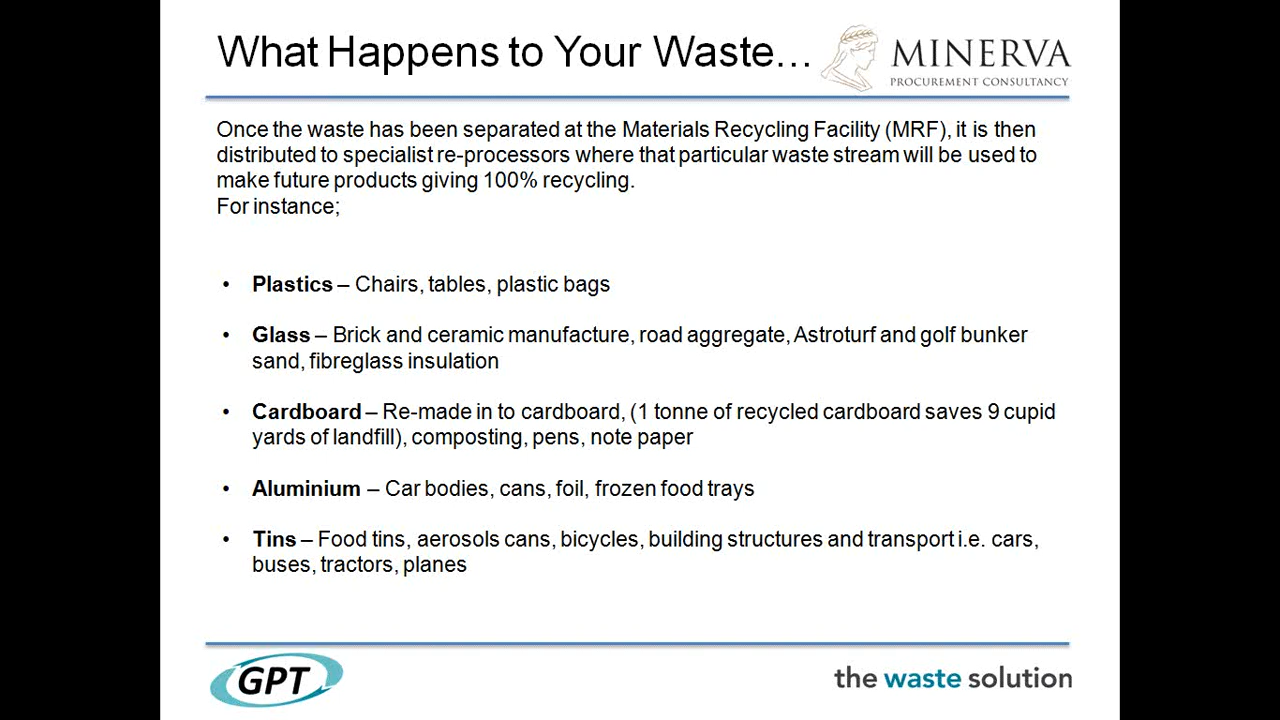 What Happens to Your Waste...
MINERVA
PROCUREMENT CONSULTANCY
Once the waste has been separated at the Materials Recycling Facility (MRF), it is then
distributed to specialist re-processors where that particular waste stream will be used to
make future products giving 100% recycling.
For instance;
• Plastics – Chairs, tables, plastic bags
• Glass – Brick and ceramic manufacture, road aggregate, Astroturf and golf bunker
sand, fibreglass insulation
• Cardboard – Re-made in to cardboard, (1 tonne of recycled cardboard saves 9 cupid
yards of landfill), composting, pens, note paper
• Aluminium – Car bodies, cans, foil, frozen food trays
• Tins – Food tins, aerosols cans, bicycles, building structures and transport i.e. cars,
buses, tractors, planes
GPT
the waste solution